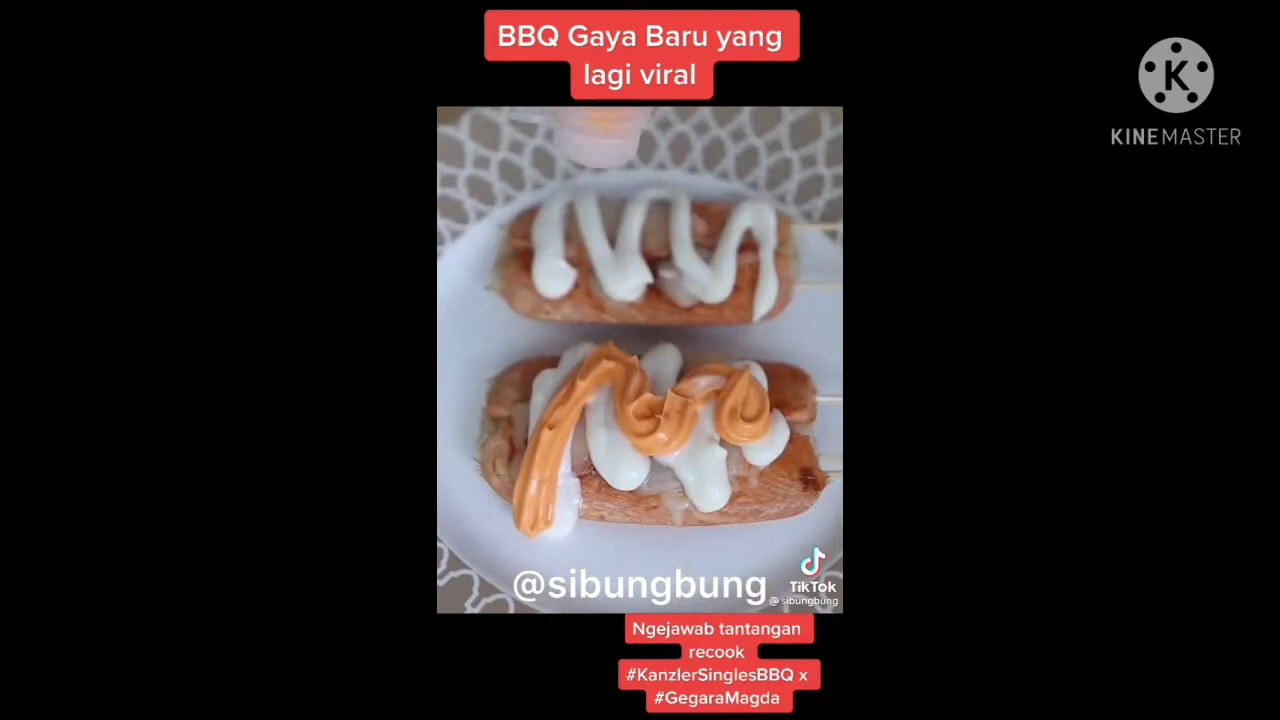 BBQ Gaya Baru yang
lagi viral
K
KINEMASTER
@sibungbung
TikTok
@sibungbung
Ngejawab tantangan
recook
#KanzlerSinglesBBQ x
#GegaraMagda